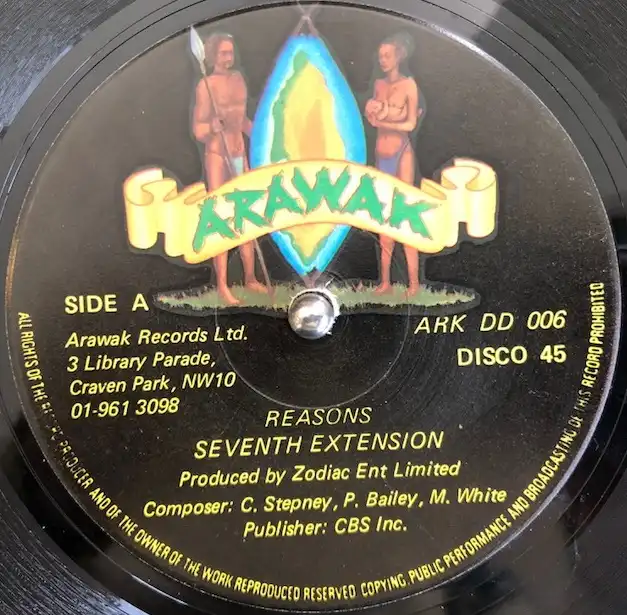 ARAWAK
SIDE A
Arawak Records Ltd.
3 Library Parade,
Craven Park, NW10
01-961 3098
ARK DD 006
DISCO 45
REASONS
SEVENTH EXTENSION
Produced by Zodiac Ent Limited
Composer: C. Stepney, P. Bailey, M. White
Publisher: CBS Inc.
ALL RIGHTS OF THE PRODUCER AND OF THE OWNER OF THE WORK REPRODUCED RESERVED COPYING, PUBLIC PERFORMANCE AND BROADCASTING OF THIS RECORD PROHIBITED